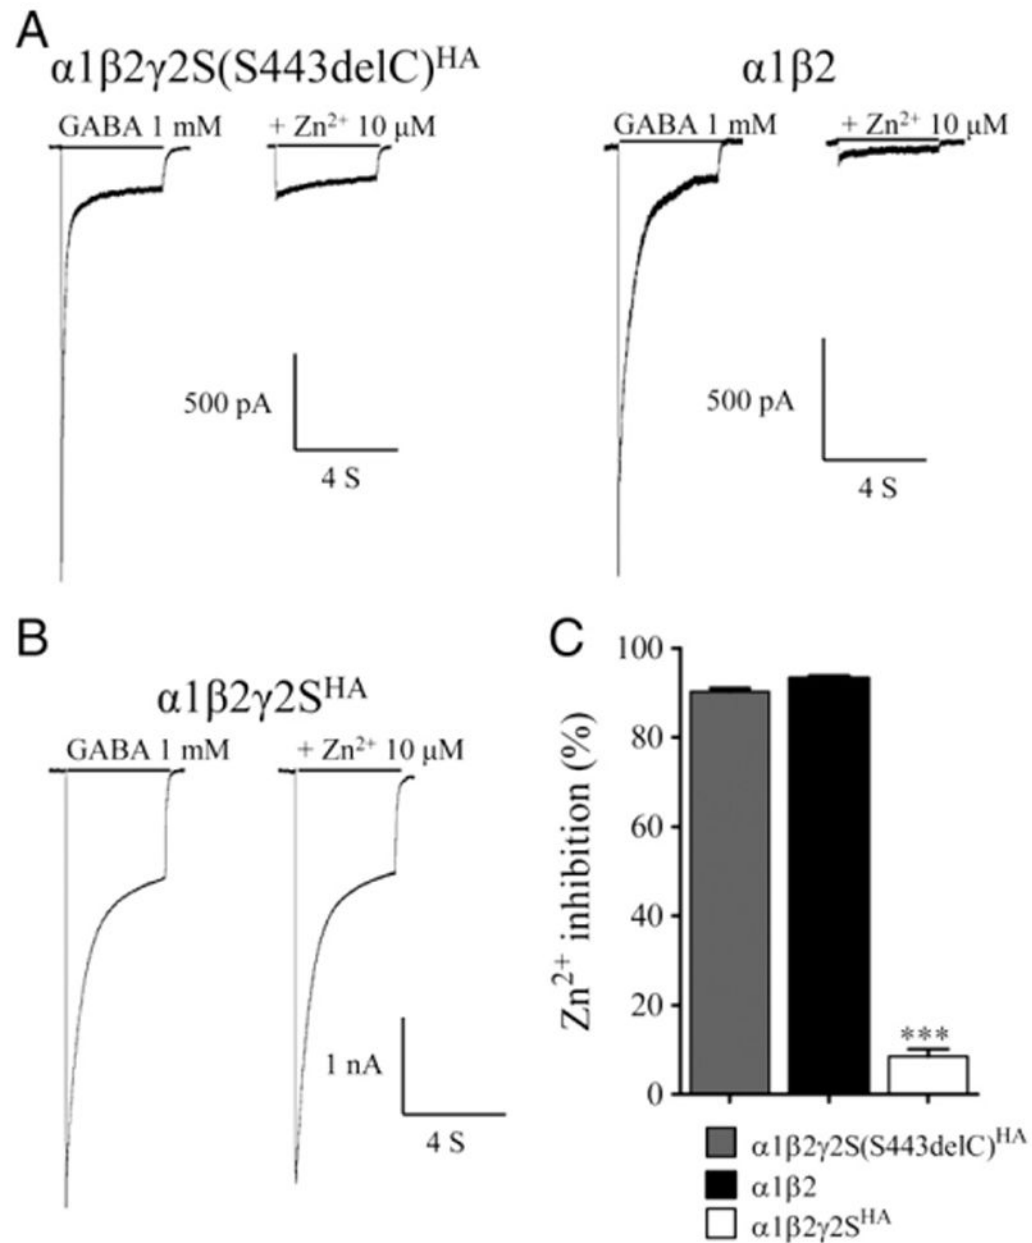 A
α1β2γ2S(S443delC)ᴴᴬ
α1β2
GABA 1 mM
+ Zn²⁺ 10 μM
GABA 1 mM
+ Zn²⁺ 10 μM
500 pA
4 S
500 pA
4 S
B
α1β2γ2Sᴴᴬ
GABA 1 mM
+ Zn²⁺ 10 μM
1 nA
4 S
C
Zn²⁺ inhibition (%)
100
80
60
40
20
0
***
α1β2γ2S(S443delC)ᴴᴬ
α1β2
α1β2γ2Sᴴᴬ